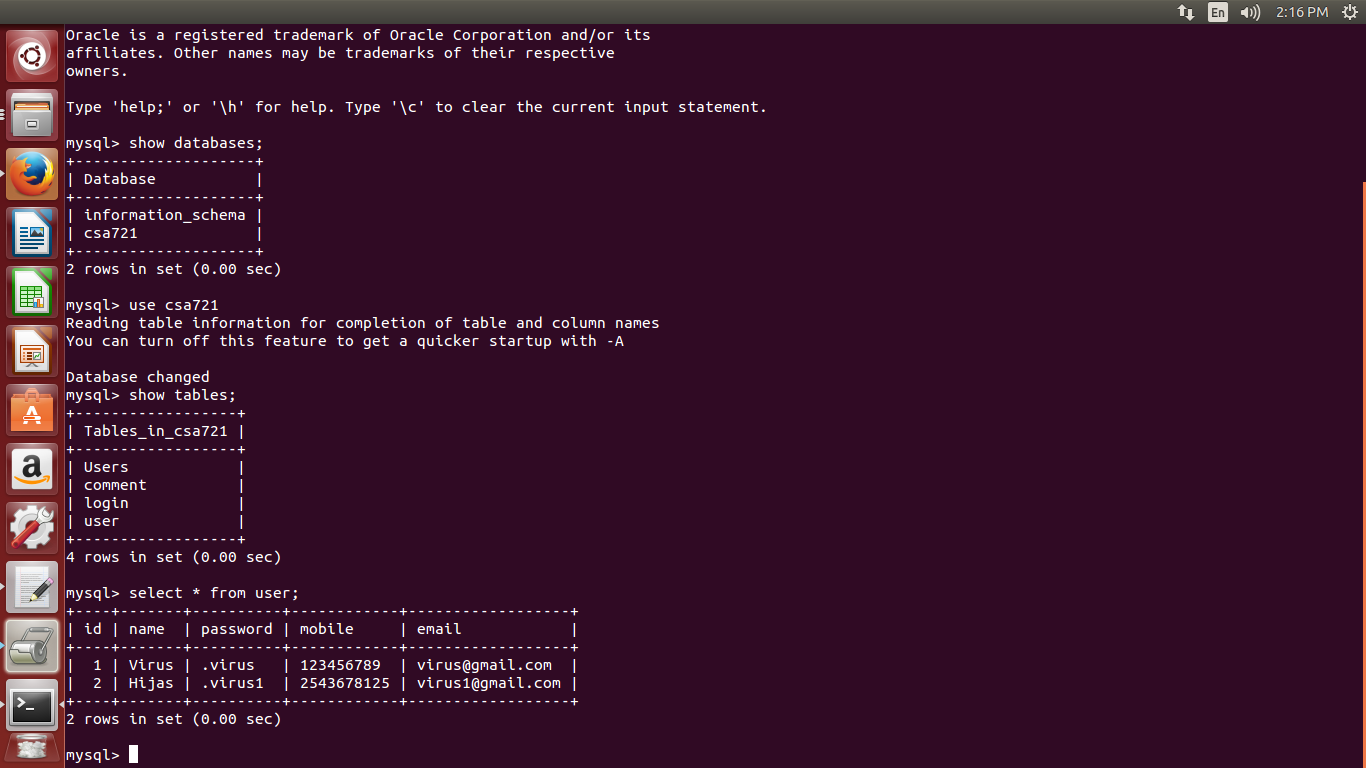 En 2:16 PM
Oracle is a registered trademark of Oracle Corporation and/or its
affiliates. Other names may be trademarks of their respective
owners.
Type 'help;' or '\h' for help. Type '\c' to clear the current input statement.
mysql> show databases;
+--------------------+
| Database           |
+--------------------+
| information_schema |
| csa721             |
+--------------------+
2 rows in set (0.00 sec)
mysql> use csa721
Reading table information for completion of table and column names
You can turn off this feature to get a quicker startup with -A
Database changed
mysql> show tables;
+------------------+
| Tables_in_csa721 |
+------------------+
| Users            |
| comment          |
| login            |
| user             |
+------------------+
4 rows in set (0.00 sec)
mysql> select * from user;
+----+-------+----------+------------+------------------+
| id | name  | password | mobile     | email            |
+----+-------+----------+------------+------------------+
|  1 | Virus | .virus   | 123456789  | virus@gmail.com  |
|  2 | Hijas | .virus1  | 2543678125 | virus1@gmail.com |
+----+-------+----------+------------+------------------+
2 rows in set (0.00 sec)
mysql>